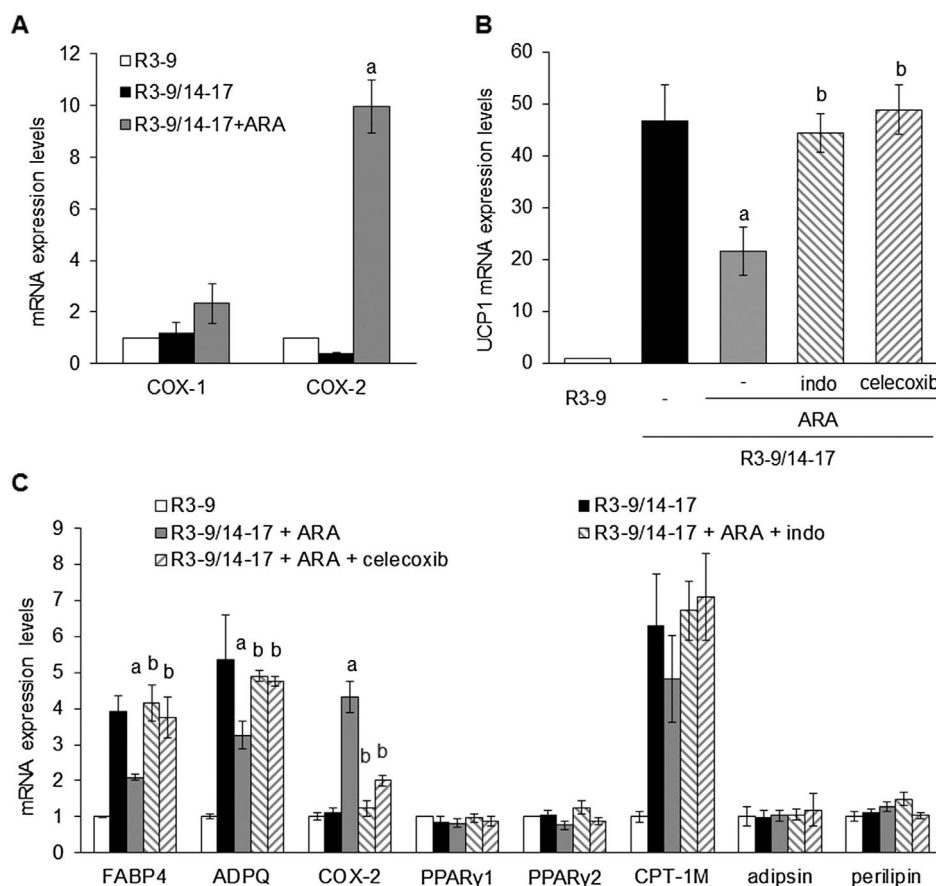 A
12
10
8
6
4
2
0
mRNA expression levels
R3-9
R3-9/14-17
R3-9/14-17+ARA
a
COX-1 COX-2
B
60
50
40
30
20
10
0
UCP1 mRNA expression levels
a
b
b
R3-9 - - indo celecoxib
ARA
R3-9/14-17
C
R3-9 R3-9/14-17
R3-9/14-17 + ARA R3-9/14-17 + ARA + indo
R3-9/14-17 + ARA + celecoxib
9
8
7
6
5
4
3
2
1
0
mRNA expression levels
a b b
a b b
a
b b
FABP4 ADPQ COX-2 PPARγ1 PPARγ2 CPT-1M adipsin perilipin